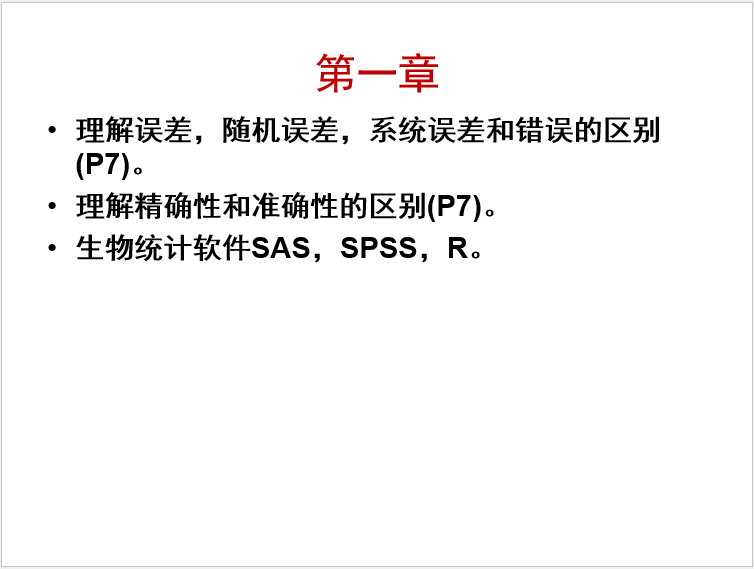 第一章
• 理解误差，随机误差，系统误差和错误的区别
(P7)。
• 理解精确性和准确性的区别(P7)。
• 生物统计软件SAS，SPSS，R。